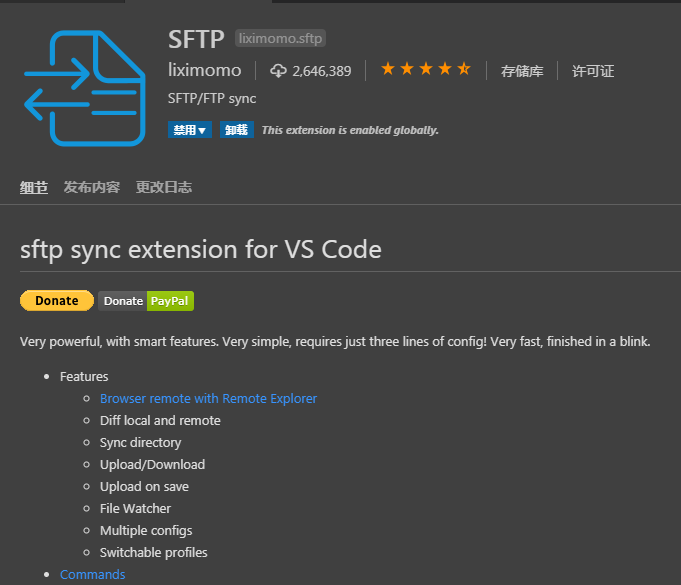 SFTP liximomo.sftp
liximomo 2,646,389 存储库 许可证
SFTP/FTP sync
禁用▼ 卸载 This extension is enabled globally.
细节 发布内容 更改日志
sftp sync extension for VS Code
Donate Donate PayPal
Very powerful, with smart features. Very simple, requires just three lines of config! Very fast, finished in a blink.
Features
Browser remote with Remote Explorer
Diff local and remote
Sync directory
Upload/Download
Upload on save
File Watcher
Multiple configs
Switchable profiles
Commands